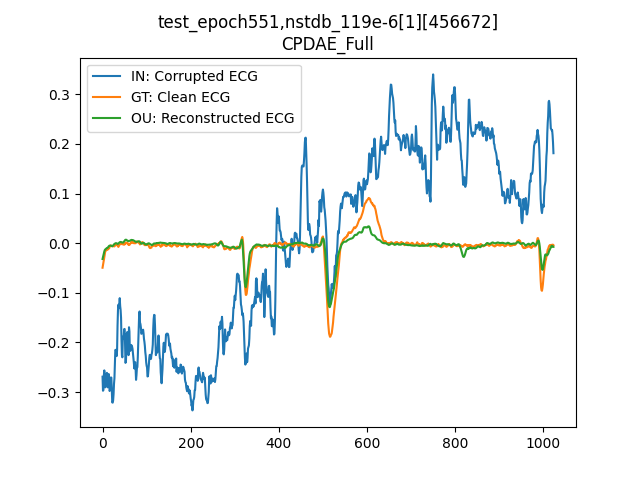 test_epoch551,nstdb_119e-6[1][456672]
CPDAE_Full
IN: Corrupted ECG
GT: Clean ECG
OU: Reconstructed ECG
0.3
0.2
0.1
0.0
−0.1
−0.2
−0.3
0 200 400 600 800 1000